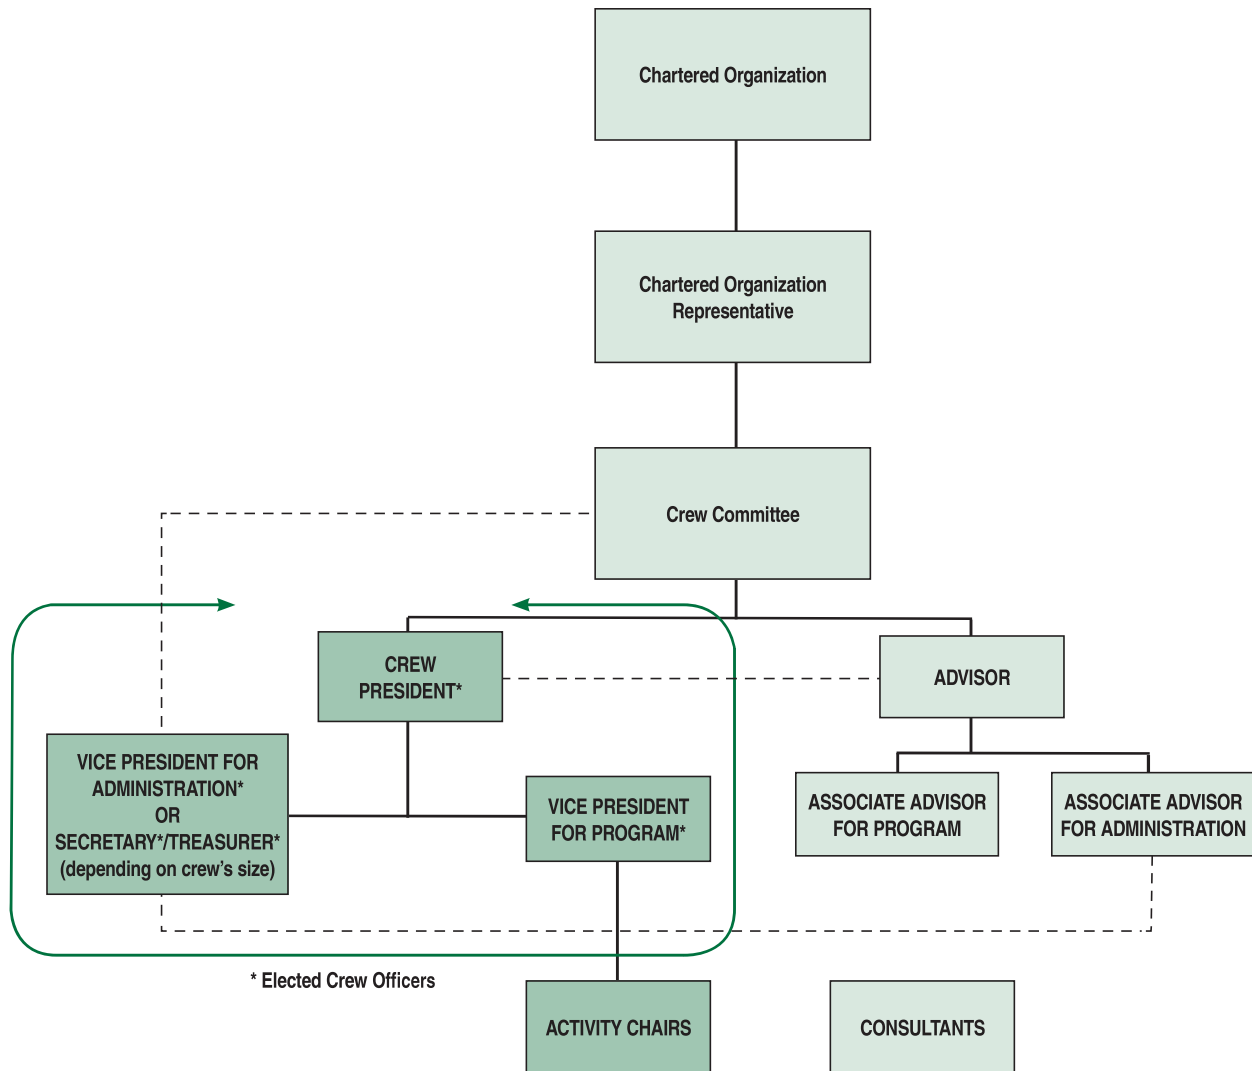 Chartered Organization
Chartered Organization
Representative
Crew Committee
CREW
PRESIDENT*
ADVISOR
VICE PRESIDENT FOR
ADMINISTRATION*
OR
SECRETARY*/TREASURER*
(depending on crew's size)
VICE PRESIDENT
FOR PROGRAM*
ASSOCIATE ADVISOR
FOR PROGRAM
ASSOCIATE ADVISOR
FOR ADMINISTRATION
* Elected Crew Officers
ACTIVITY CHAIRS
CONSULTANTS